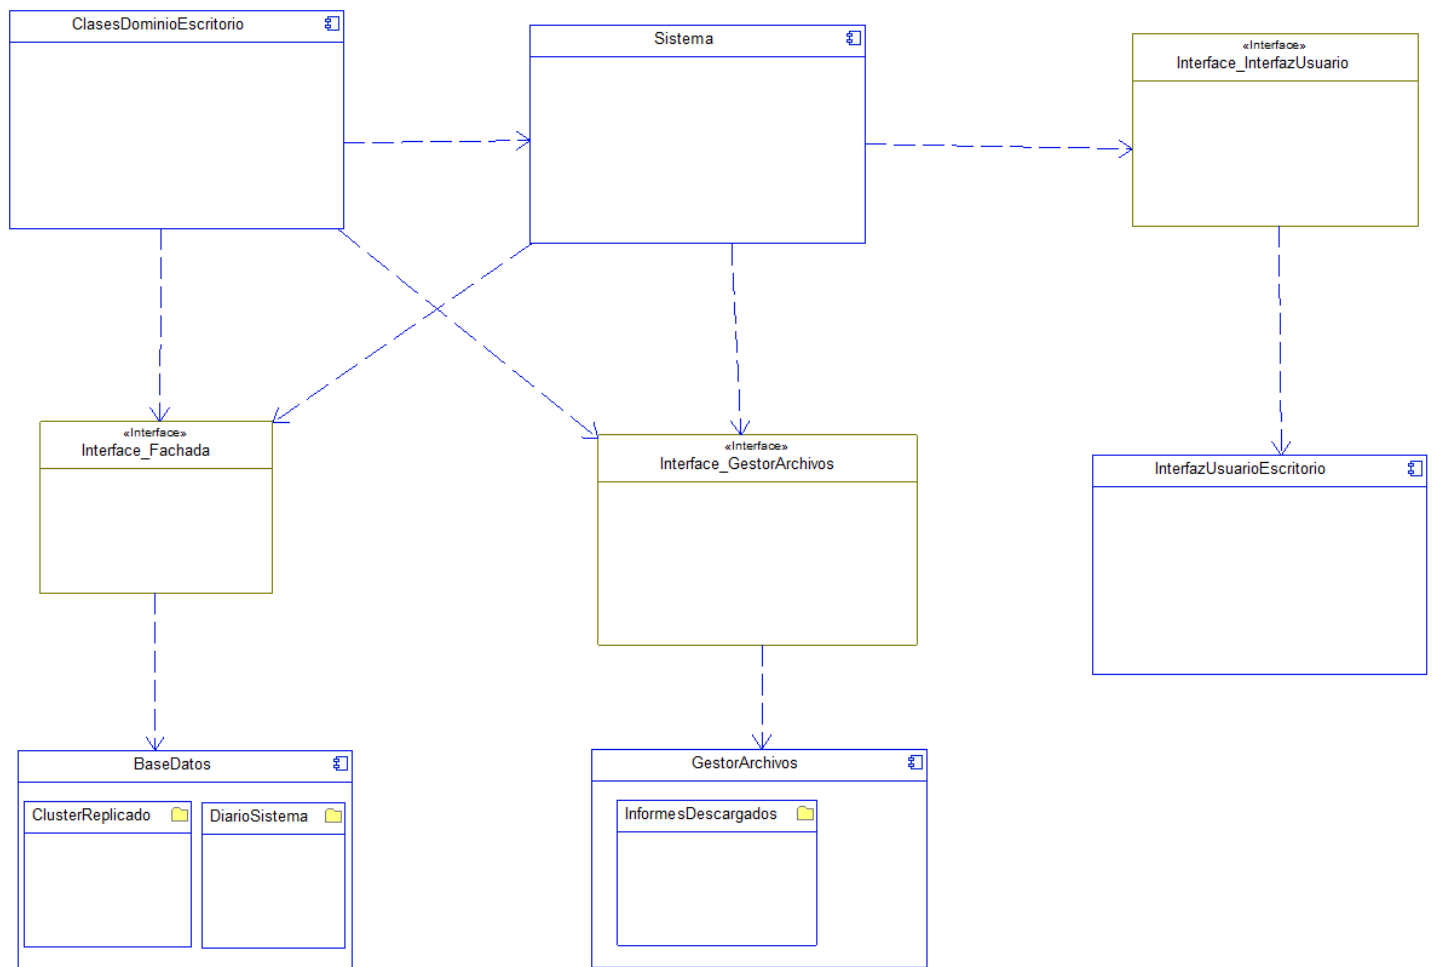 ClasesDominioEscritorio
Sistema
«Interface»
Interface_InterfazUsuario
«Interface»
Interface_Fachada
«Interface»
Interface_GestorArchivos
InterfazUsuarioEscritorio
BaseDatos
ClusterReplicado
DiarioSistema
GestorArchivos
InformesDescargados